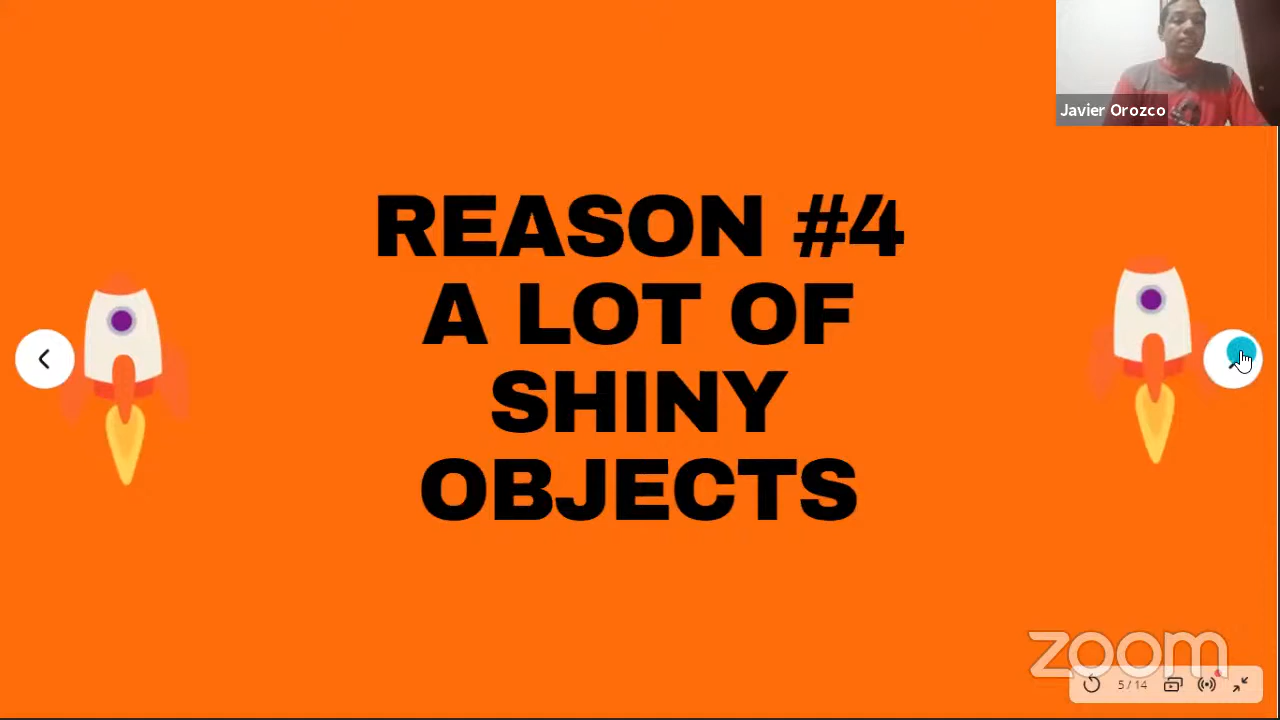 Javier Orozco
REASON #4
A LOT OF
SHINY
OBJECTS
zoom
5 / 14